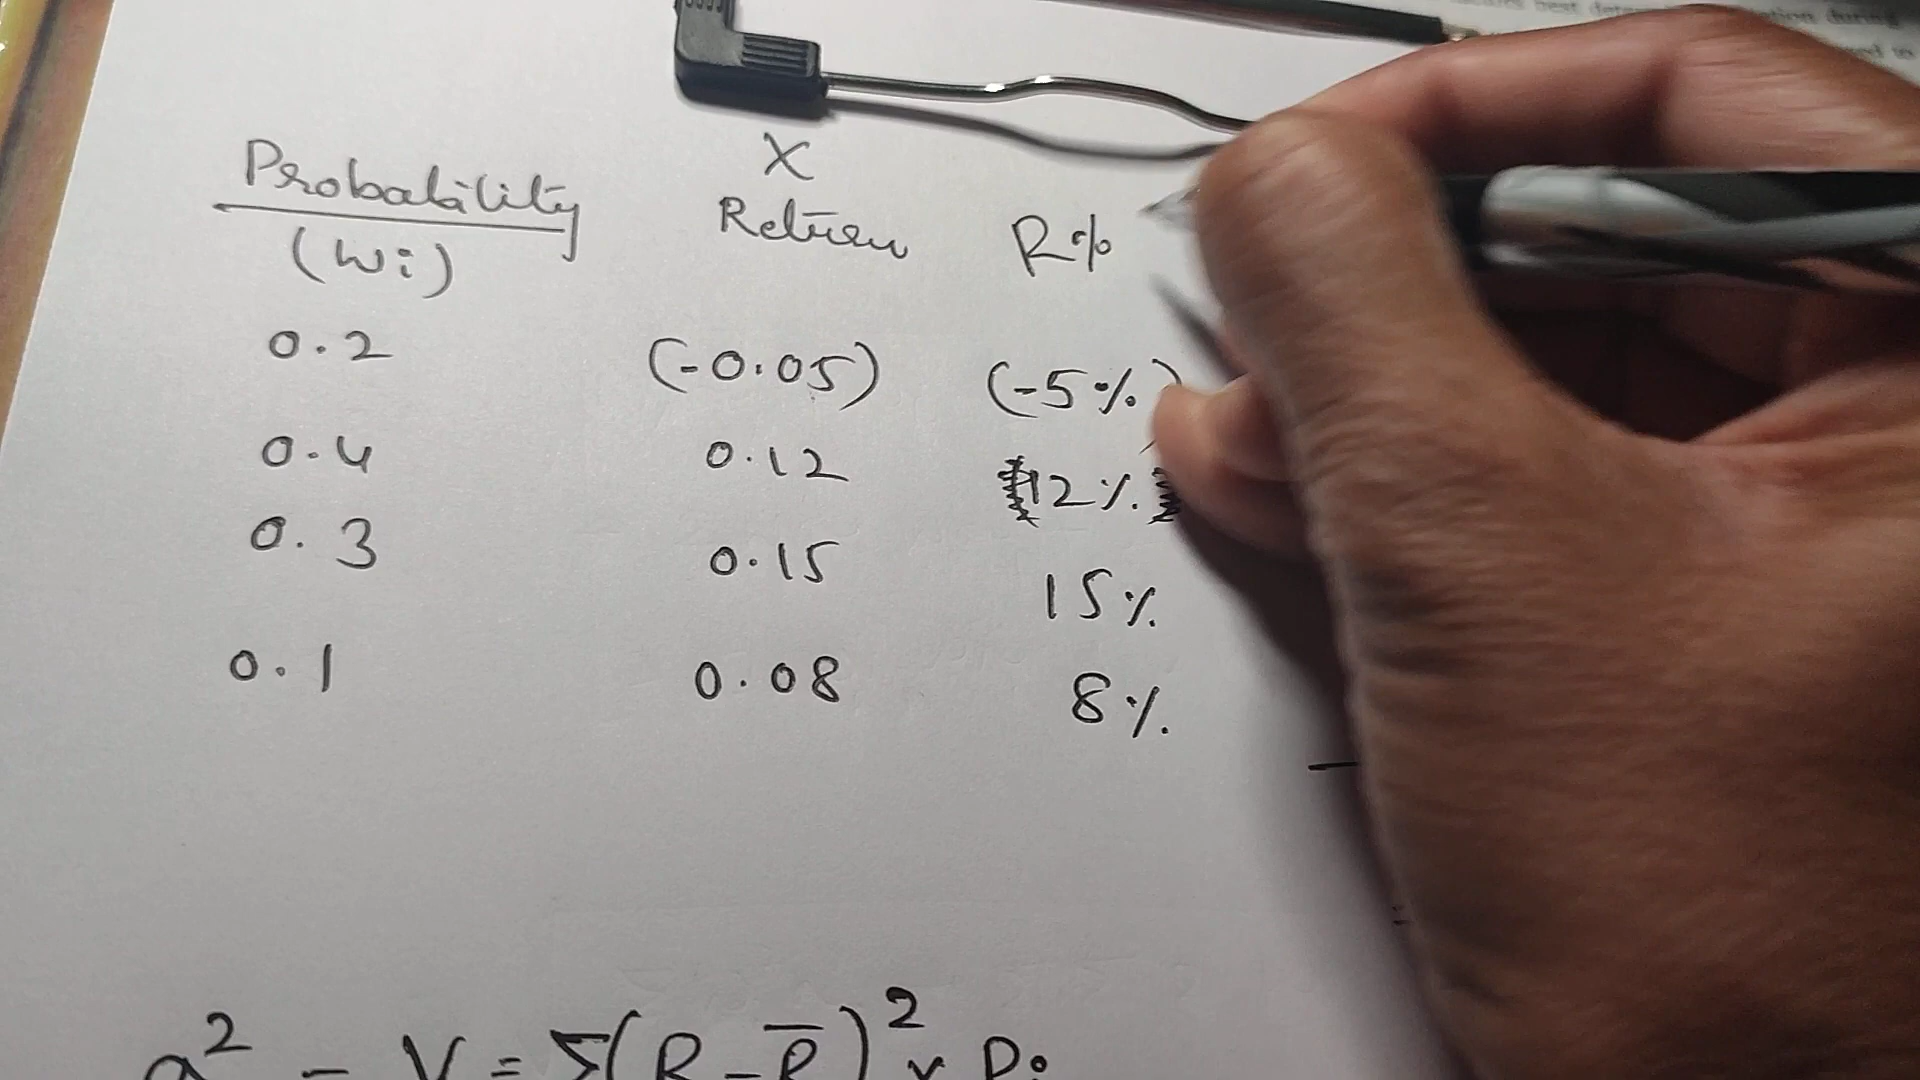 X
Probability Return R%
(Wi)
0.2 (-0.05) (-5%)
0.4 0.12 12%
0.3 0.15 15%
0.1 0.08 8%
σ² = V = Σ(R - R̅)² x Pi